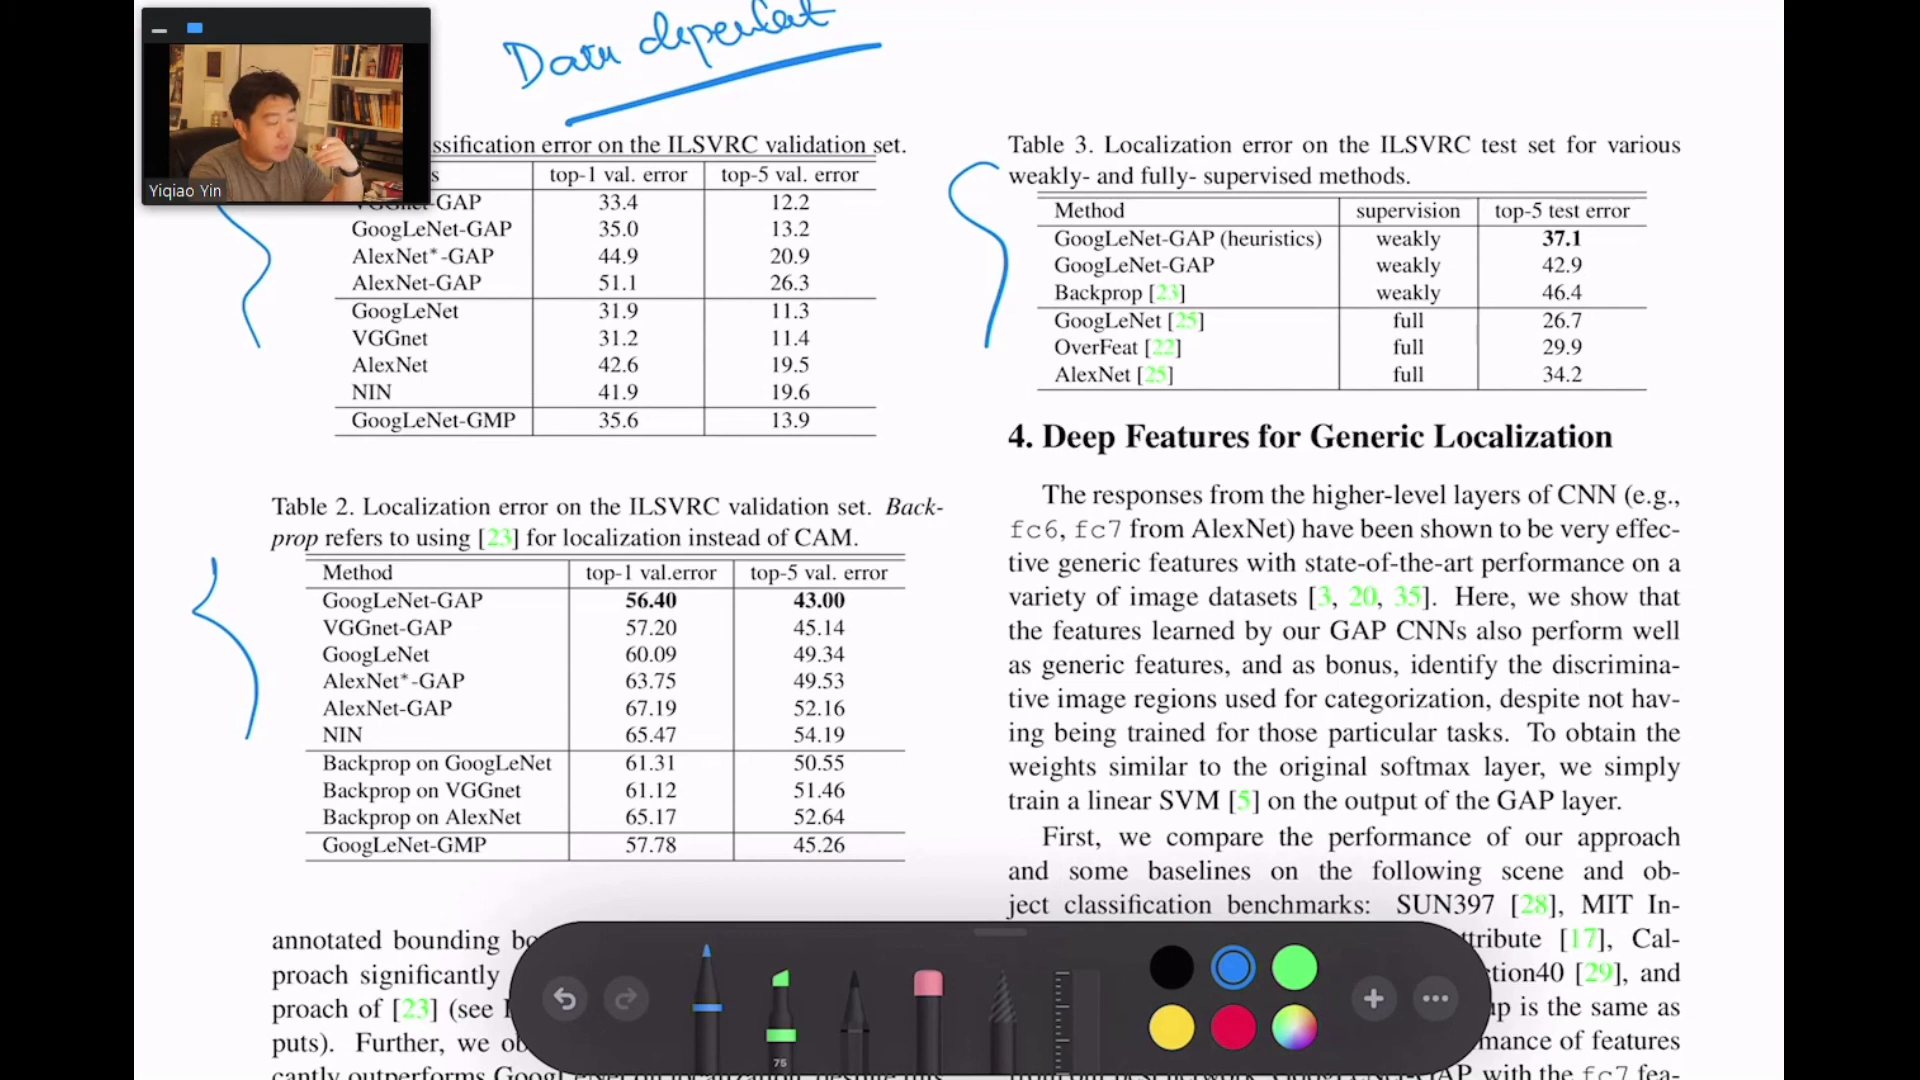 Data dependent
Yiqiao Yin
ssification error on the ILSVRC validation set.
s top-1 val. error top-5 val. error
VGGnet-GAP 33.4 12.2
GoogLeNet-GAP 35.0 13.2
AlexNet*-GAP 44.9 20.9
AlexNet-GAP 51.1 26.3
GoogLeNet 31.9 11.3
VGGnet 31.2 11.4
AlexNet 42.6 19.5
NIN 41.9 19.6
GoogLeNet-GMP 35.6 13.9
Table 2. Localization error on the ILSVRC validation set. Back-
prop refers to using [23] for localization instead of CAM.
Method top-1 val.error top-5 val. error
GoogLeNet-GAP 56.40 43.00
VGGnet-GAP 57.20 45.14
GoogLeNet 60.09 49.34
AlexNet*-GAP 63.75 49.53
AlexNet-GAP 67.19 52.16
NIN 65.47 54.19
Backprop on GoogLeNet 61.31 50.55
Backprop on VGGnet 61.12 51.46
Backprop on AlexNet 65.17 52.64
GoogLeNet-GMP 57.78 45.26
annotated bounding bo
proach significantly
proach of [23] (see
puts). Further, we ob
Table 3. Localization error on the ILSVRC test set for various
weakly- and fully- supervised methods.
Method supervision top-5 test error
GoogLeNet-GAP (heuristics) weakly 37.1
GoogLeNet-GAP weakly 42.9
Backprop [23] weakly 46.4
GoogLeNet [25] full 26.7
OverFeat [22] full 29.9
AlexNet [25] full 34.2
4. Deep Features for Generic Localization
The responses from the higher-level layers of CNN (e.g.,
fc6, fc7 from AlexNet) have been shown to be very effec-
tive generic features with state-of-the-art performance on a
variety of image datasets [3, 20, 35]. Here, we show that
the features learned by our GAP CNNs also perform well
as generic features, and as bonus, identify the discrimina-
tive image regions used for categorization, despite not hav-
ing being trained for those particular tasks. To obtain the
weights similar to the original softmax layer, we simply
train a linear SVM [5] on the output of the GAP layer.
First, we compare the performance of our approach
and some baselines on the following scene and ob-
ject classification benchmarks: SUN397 [28], MIT In-
ttribute [17], Cal-
ction40 [29], and
up is the same as
mance of features
AP with the fc7 fea-
75